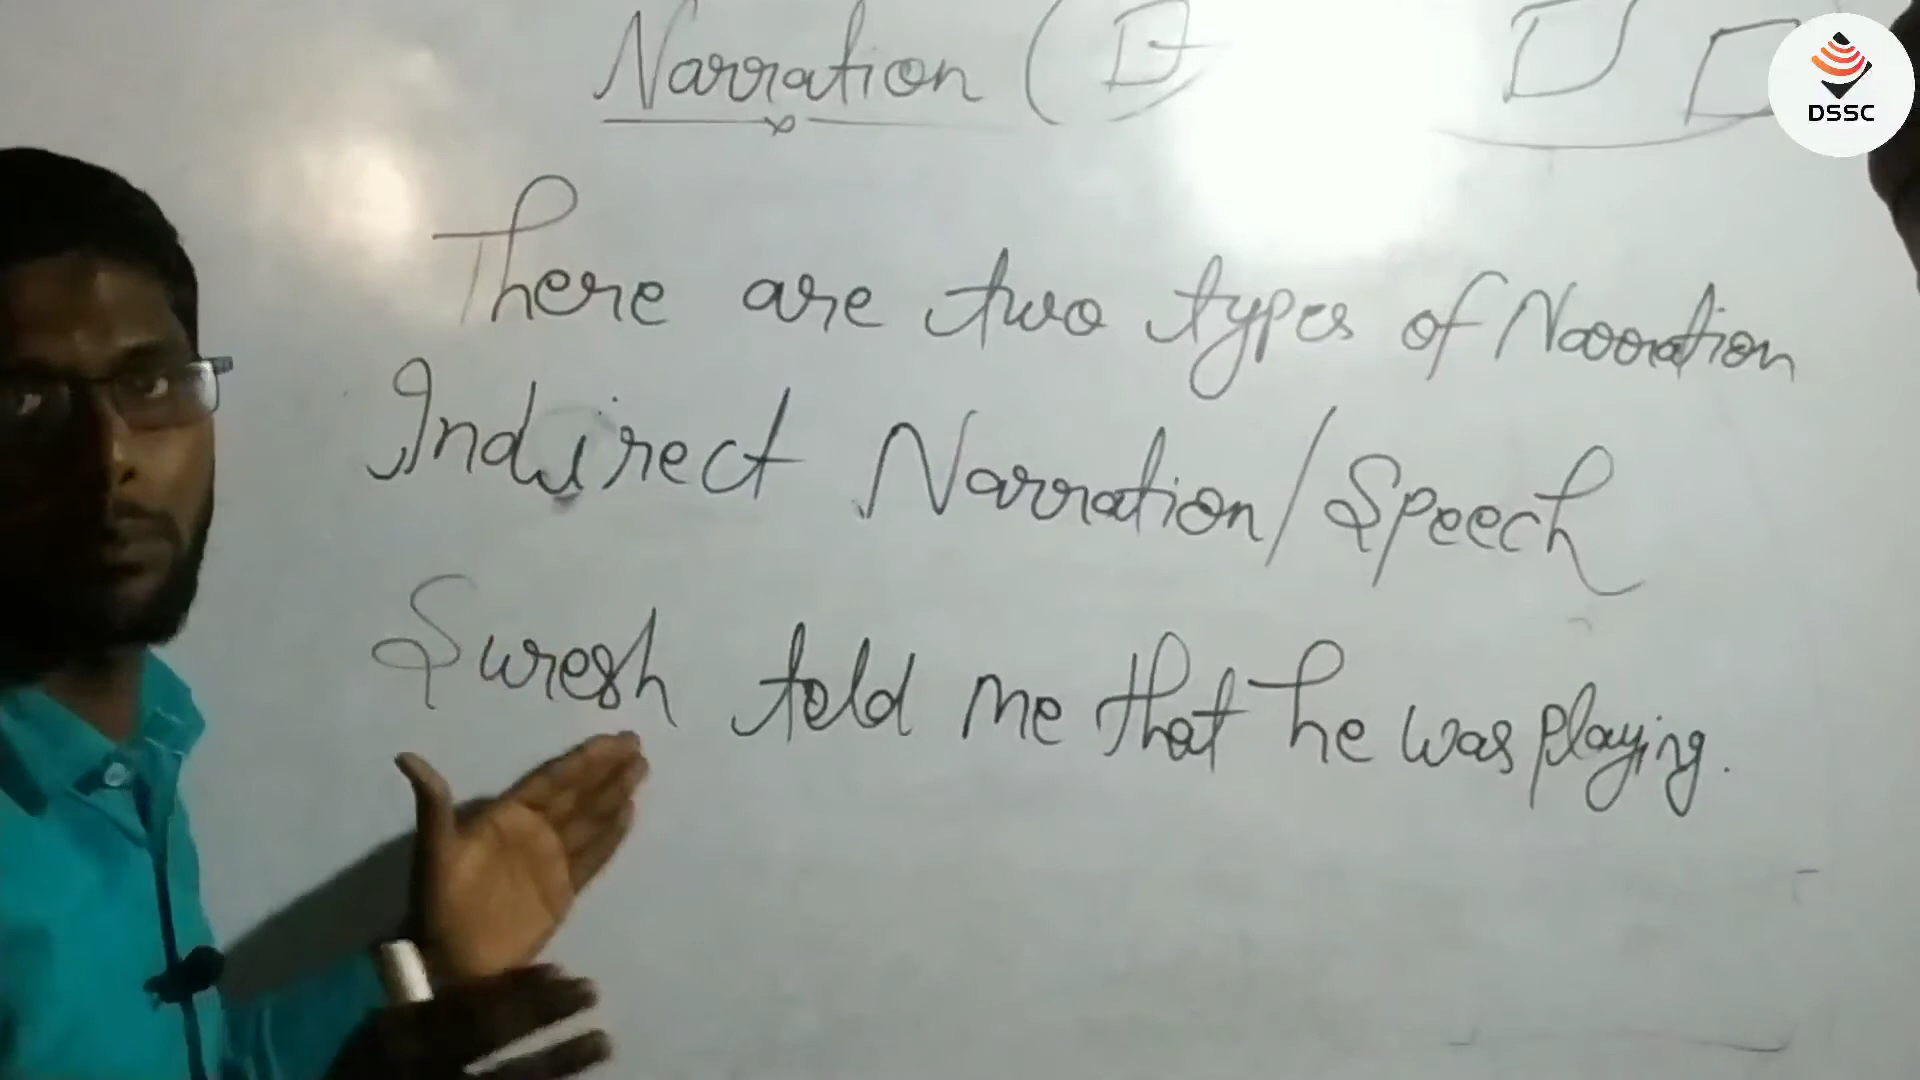 Narration (
DSSC
There are two types of Narration
Indirect Narration/Speech
Suresh told me that he was playing.